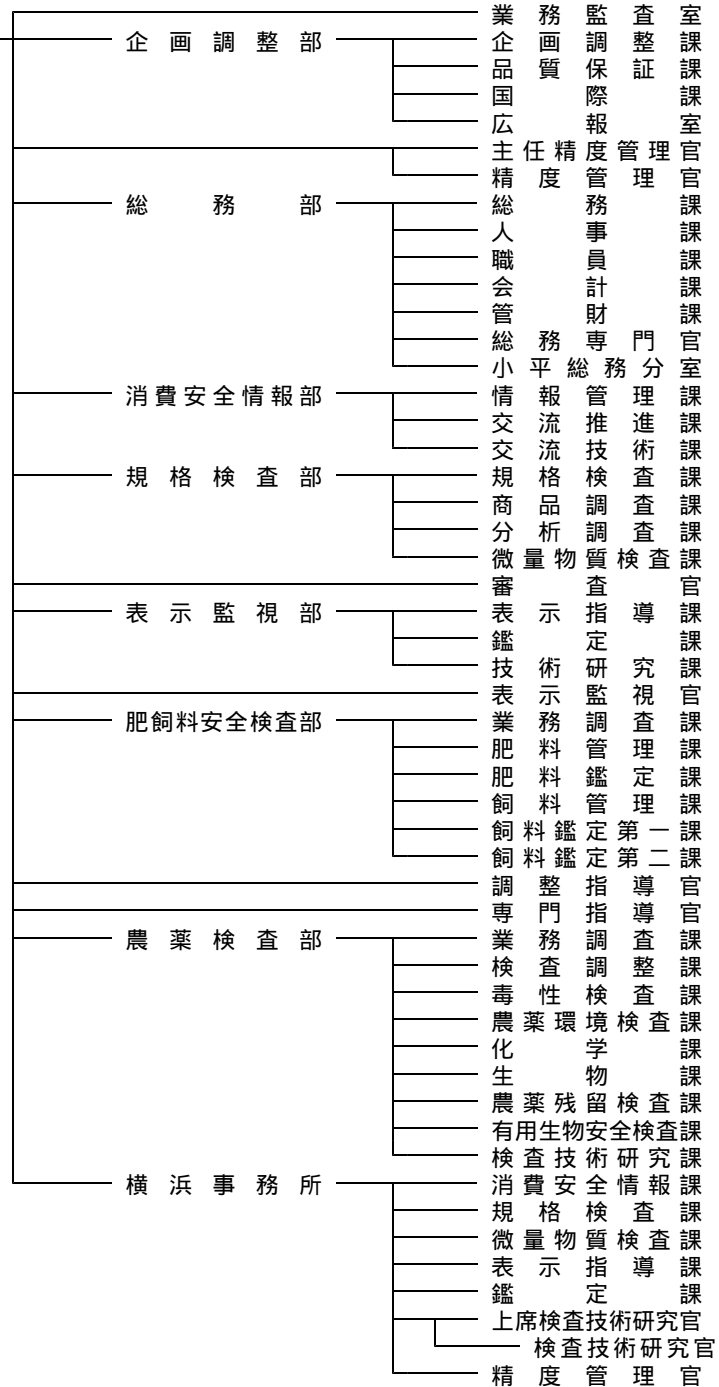 業務監査室
企画調整部 企画調整課
品質保証課
国際課
広報室
主任精度管理官
精度管理官
総務部 総務課
人事課
職員課
会計課
管財課
総務専門官
小平総務分室
消費安全情報部 情報管理課
交流推進課
交流技術課
規格検査部 規格検査課
商品調査課
分析調査課
微量物質検査課
審査官
表示監視部 表示指導課
鑑定課
技術研究課
表示監視官
肥飼料安全検査部 業務調査課
肥料管理課
肥料鑑定課
飼料管理課
飼料鑑定第一課
飼料鑑定第二課
調整指導官
専門指導官
農薬検査部 業務調査課
検査調整課
毒性検査課
農薬環境検査課
化学課
生物課
農薬残留検査課
有用生物安全検査課
検査技術研究課
横浜事務所 消費安全情報課
規格検査課
微量物質検査課
表示指導課
鑑定課
上席検査技術研究官
検査技術研究官
精度管理官